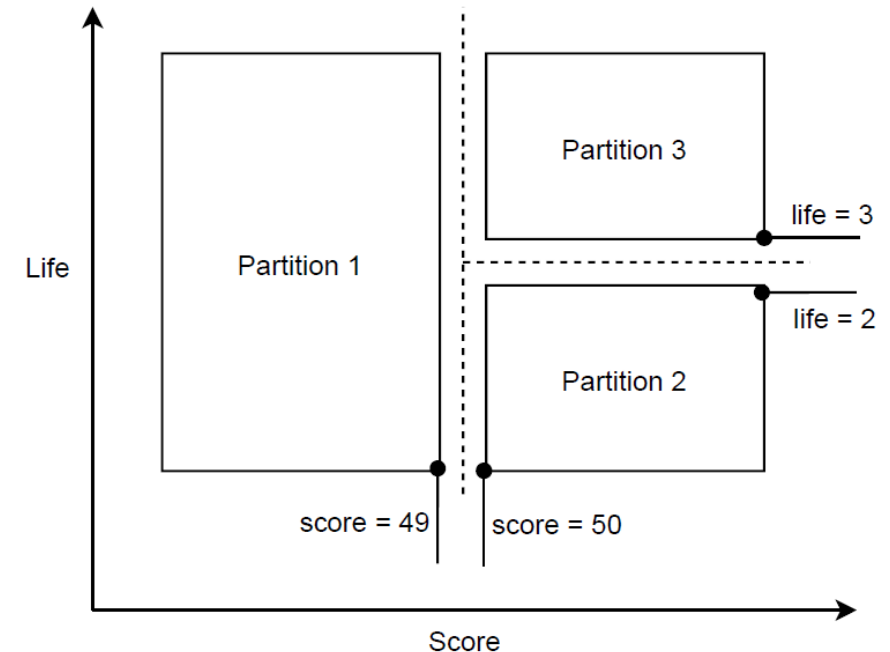 Partition 3
life = 3
Life
Partition 1
life = 2
Partition 2
score = 49
score = 50
Score